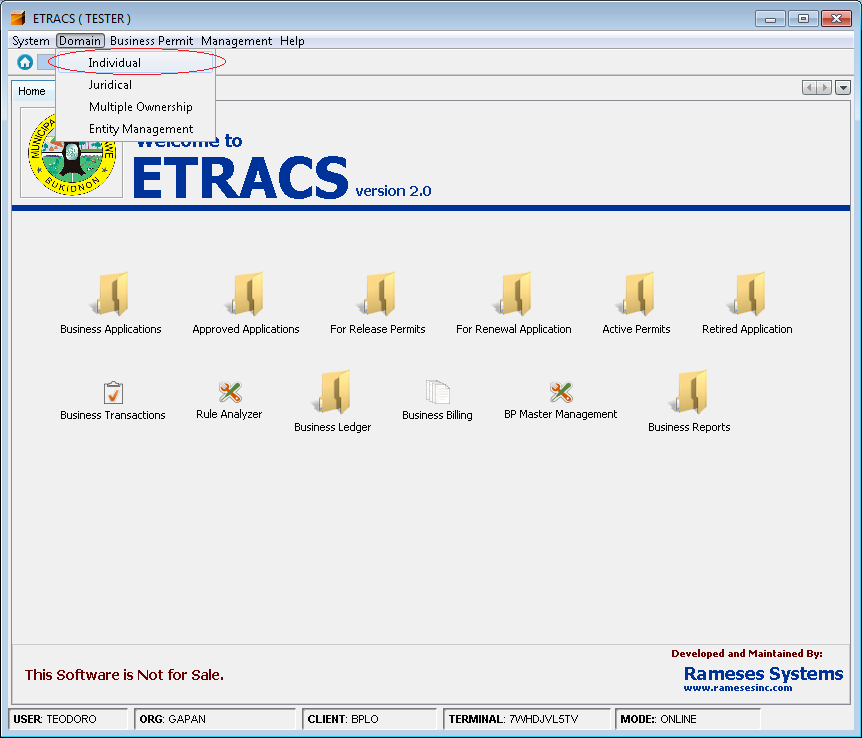 ETRACS ( TESTER )
System Domain Business Permit Management Help
Individual
Juridical
Multiple Ownership
Entity Management
Home
BUKIDNON
Welcome to
ETRACS version 2.0
Business Applications Approved Applications For Release Permits For Renewal Application Active Permits Retired Application
Business Transactions Rule Analyzer Business Ledger Business Billing BP Master Management Business Reports
This Software is Not for Sale.
Developed and Maintained By:
Rameses Systems
www.ramesesinc.com
USER: TEODORO ORG: GAPAN CLIENT: BPLO TERMINAL: 7WHDJVL5TV MODE:: ONLINE